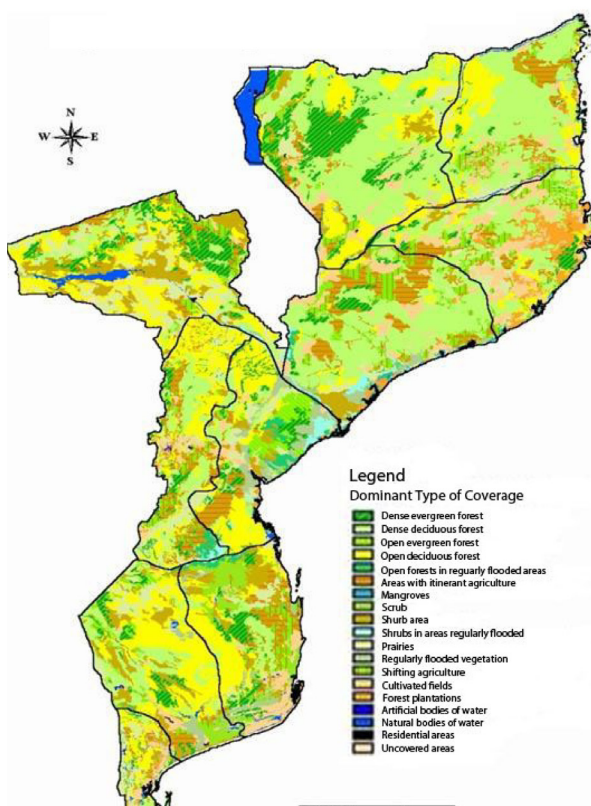 N
W E
S
Legend
Dominant Type of Coverage
Dense evergreen forest
Dense deciduous forest
Open evergreen forest
Open deciduous forest
Open forests in reguarly flooded areas
Areas with itinerant agriculture
Mangroves
Scrub
Shurb area
Shrubs in areas regularly flooded
Prairies
Regularly flooded vegetation
Shifting agriculture
Cultivated fields
Forest plantations
Artificial bodies of water
Natural bodies of water
Residential areas
Uncovered areas